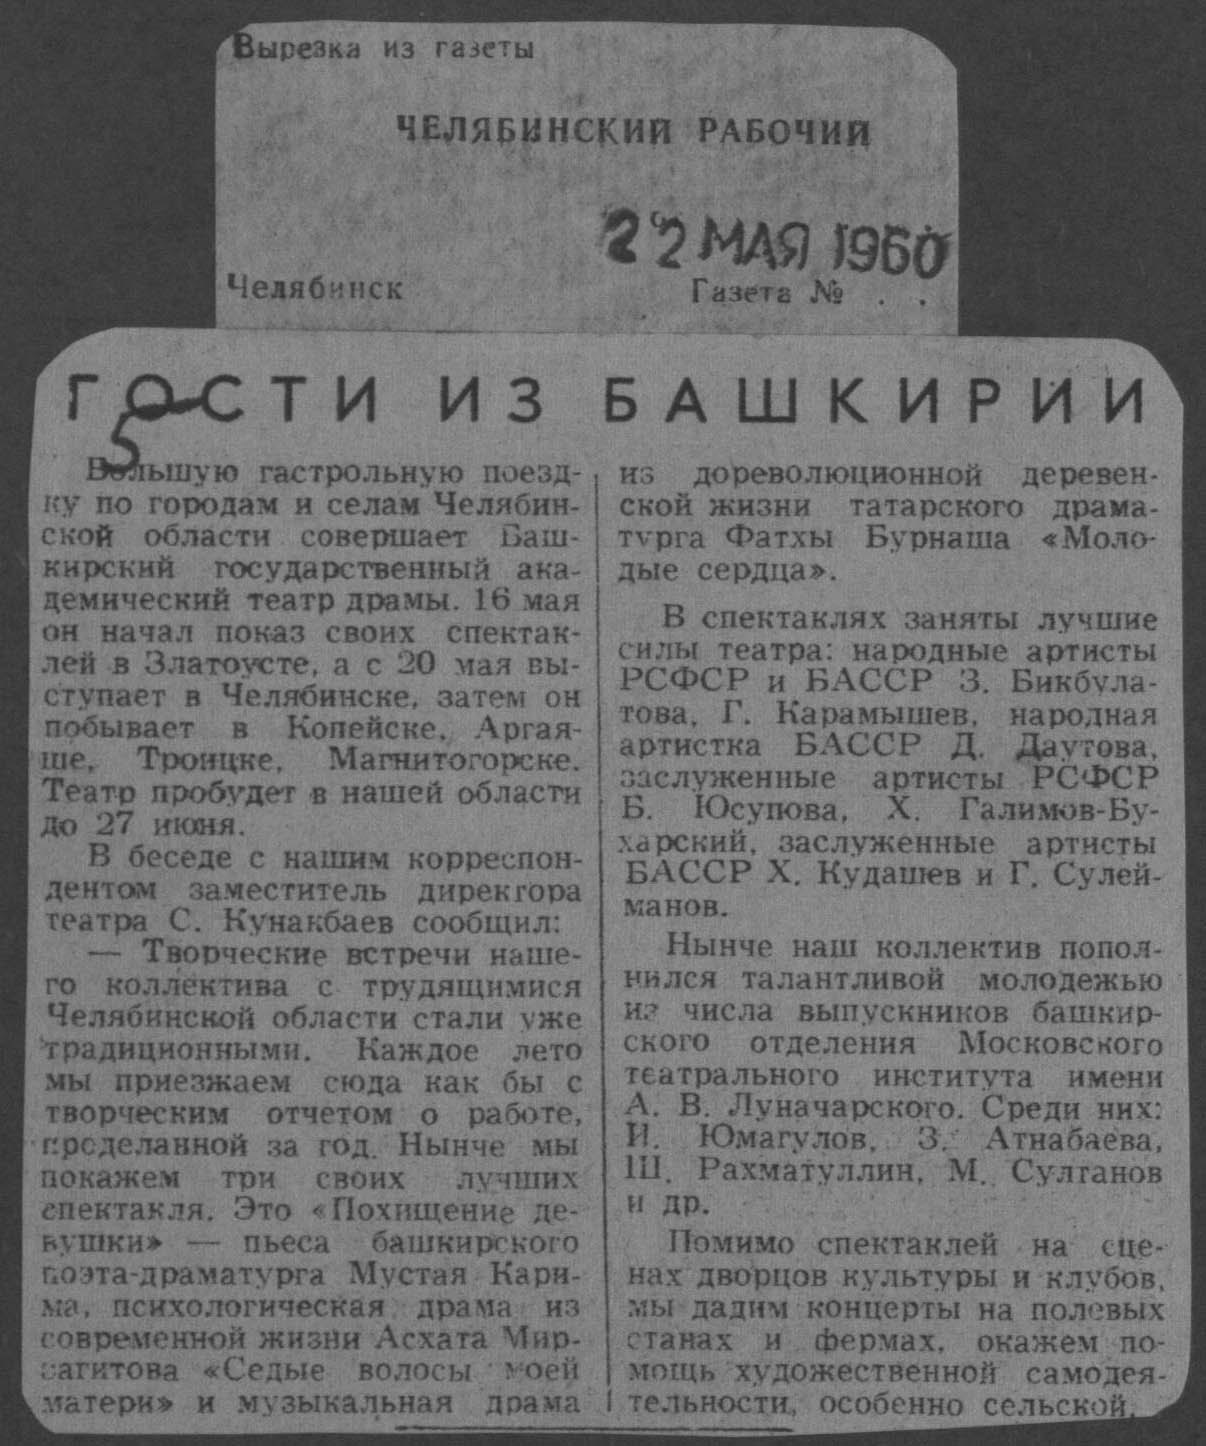 Вырезка из газеты
ЧЕЛЯБИНСКИЙ РАБОЧИЙ
22 МАЯ 1960
Челябинск
Газета № . .
ГОСТИ ИЗ БАШКИРИИ
5
Большую гастрольную поезд-
ку по городам и селам Челябин-
ской области совершает Баш-
кирский государственный ака-
демический театр драмы. 16 мая
он начал показ своих спектак-
лей в Златоусте, а с 20 мая вы-
ступает в Челябинске, затем он
побывает в Копейске, Аргая-
ше, Троицке, Магнитогорске.
Театр пробудет в нашей области
до 27 июня.
В беседе с нашим корреспон-
дентом заместитель директора
театра С. Кунакбаев сообщил:
— Творческие встречи наше-
го коллектива с трудящимися
Челябинской области стали уже
традиционными. Каждое лето
мы приезжаем сюда как бы с
творческим отчетом о работе,
проделанной за год. Нынче мы
покажем три своих лучших
спектакля. Это «Похищение де-
вушки» — пьеса башкирского
поэта-драматурга Мустая Кари-
ма, психологическая драма из
современной жизни Асхата Мир-
загитова «Седые волосы моей
матери» и музыкальная драма
из дореволюционной деревен-
ской жизни татарского драма-
турга Фатхы Бурнаша «Моло-
дые сердца».
В спектаклях заняты лучшие
силы театра: народные артисты
РСФСР и БАССР З. Бикбула-
това, Г. Карамышев, народная
артистка БАССР Д. Даутова,
заслуженные артисты РСФСР
Б. Юсупова, Х. Галимов-Бу-
харский, заслуженные артисты
БАССР Х. Кудашев и Г. Сулей-
манов.
Нынче наш коллектив попол-
нился талантливой молодежью
из числа выпускников башкир-
ского отделения Московского
театрального института имени
А. В. Луначарского. Среди них:
И. Юмагулов, З. Атнабаева,
Ш. Рахматуллин, М. Султанов
и др.
Помимо спектаклей на сце-
нах дворцов культуры и клубов,
мы дадим концерты на полевых
станах и фермах, окажем по-
мощь художественной самодея-
тельности, особенно сельской.